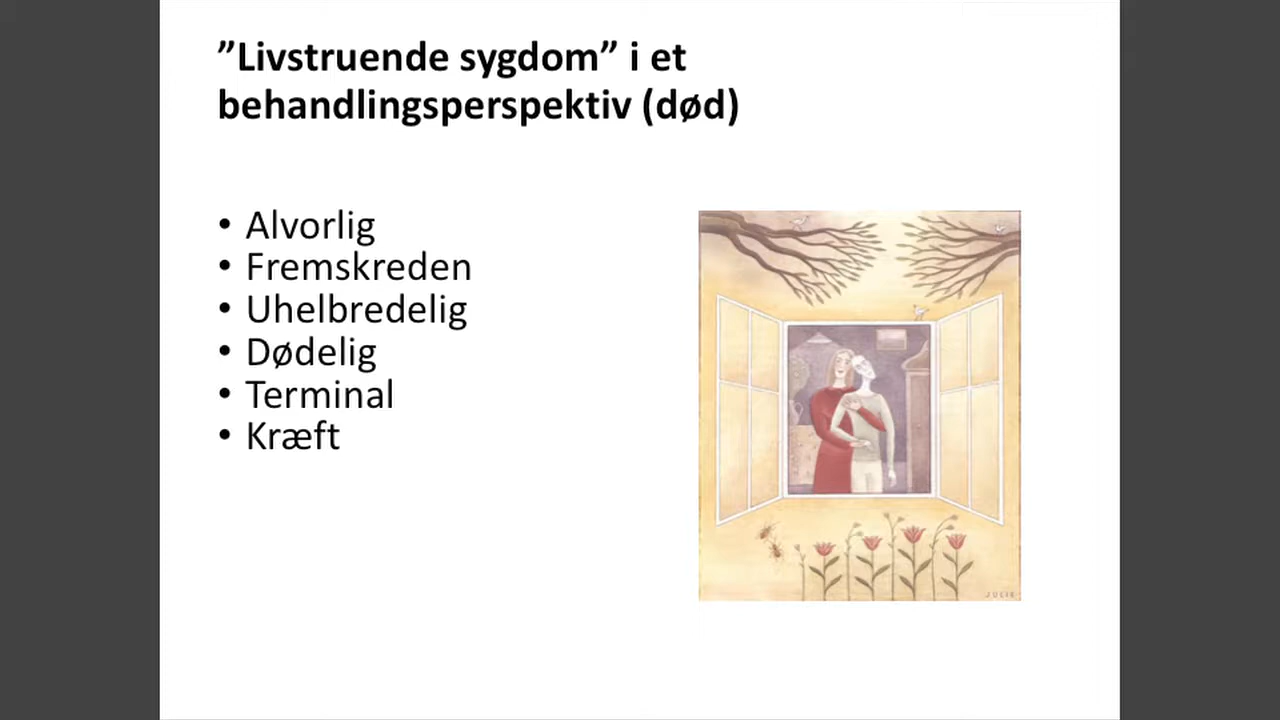 ”Livstruende sygdom” i et
behandlingsperspektiv (død)
• Alvorlig
• Fremskreden
• Uhelbredelig
• Dødelig
• Terminal
• Kræft
JULIE